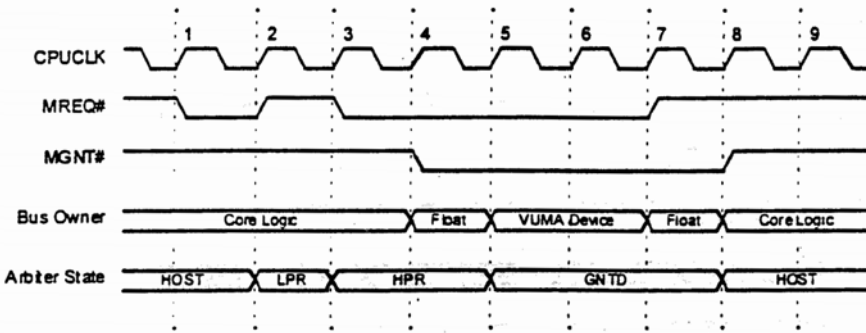 1 2 3 4 5 6 7 8 9
CPUCLK
MREQ#
MGNT#
Bus Owner Core Logic Float VUMA Device Float Core Logic
Arbiter State HOST LPR HPR GNTD HOST